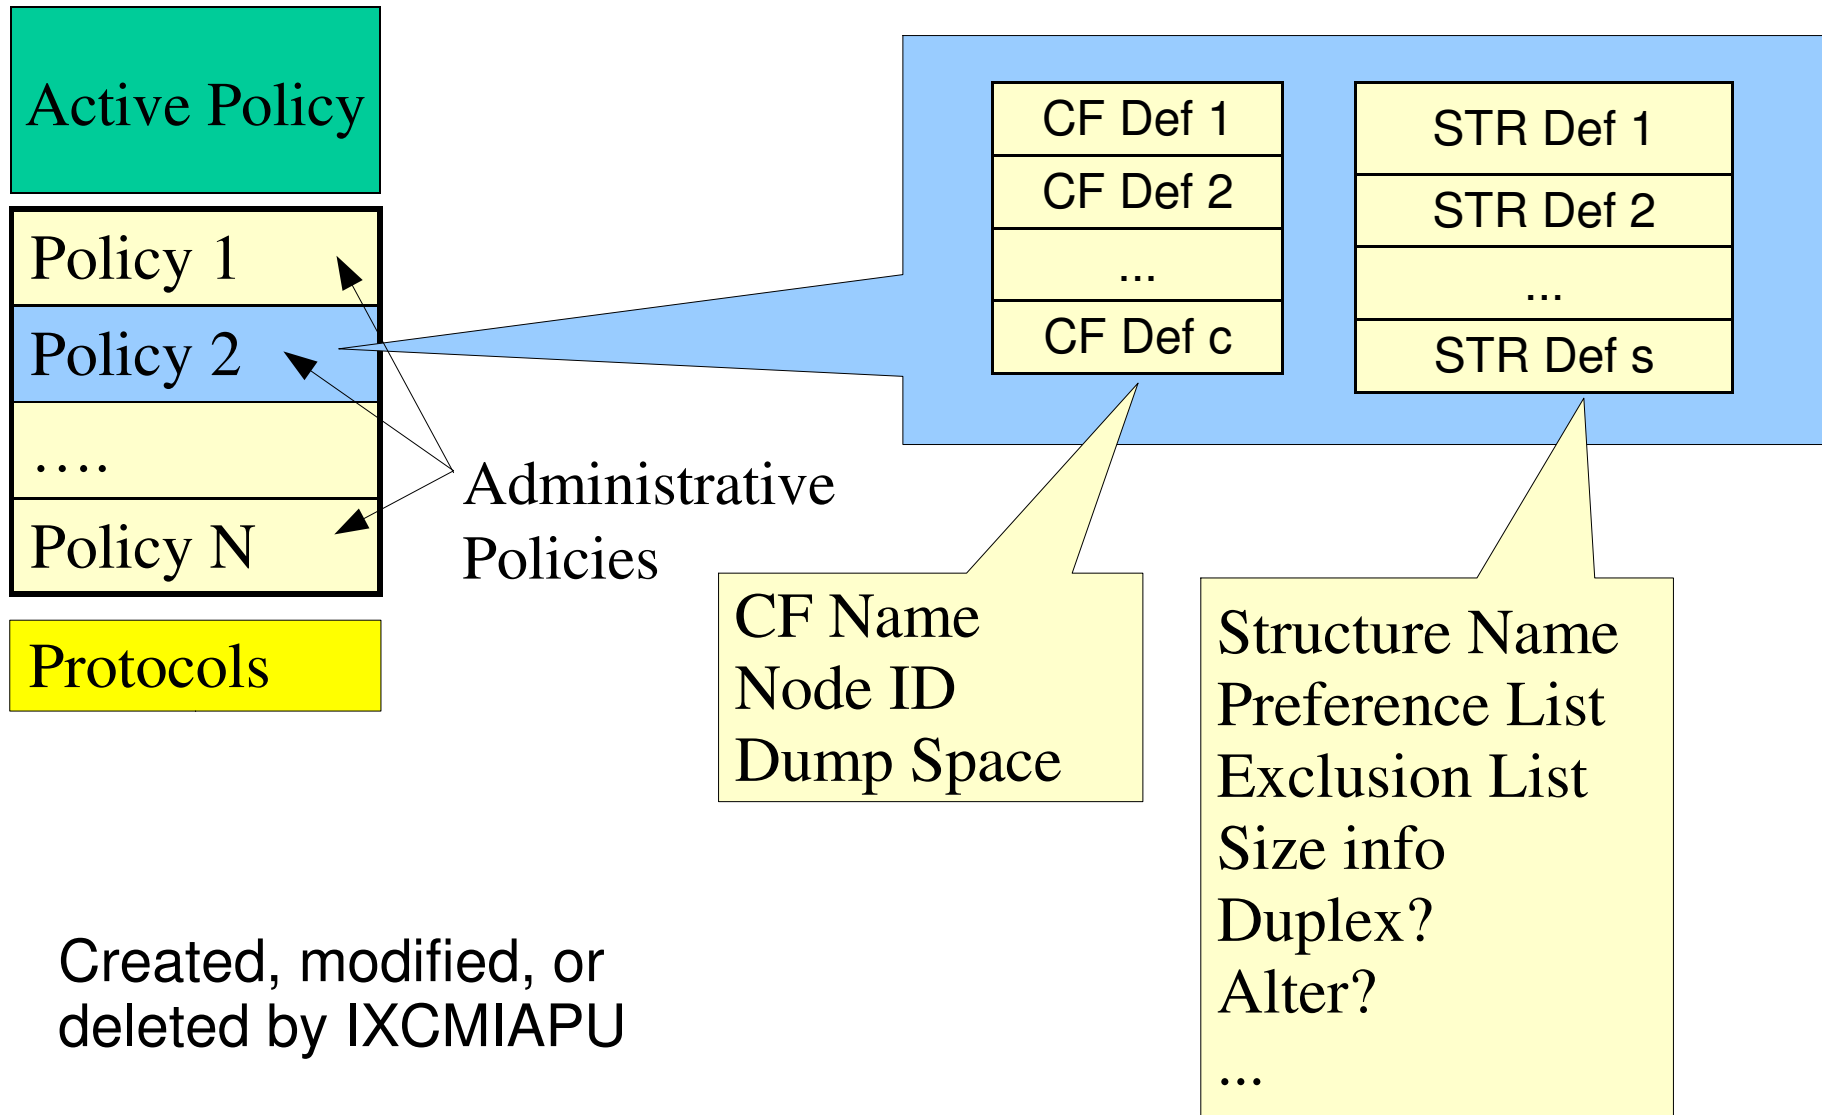 Active Policy
Policy 1
Policy 2
....
Policy N
Protocols
Administrative
Policies
CF Def 1
CF Def 2
...
CF Def c
STR Def 1
STR Def 2
...
STR Def s
CF Name
Node ID
Dump Space
Structure Name
Preference List
Exclusion List
Size info
Duplex?
Alter?
...
Created, modified, or
deleted by IXCMIAPU